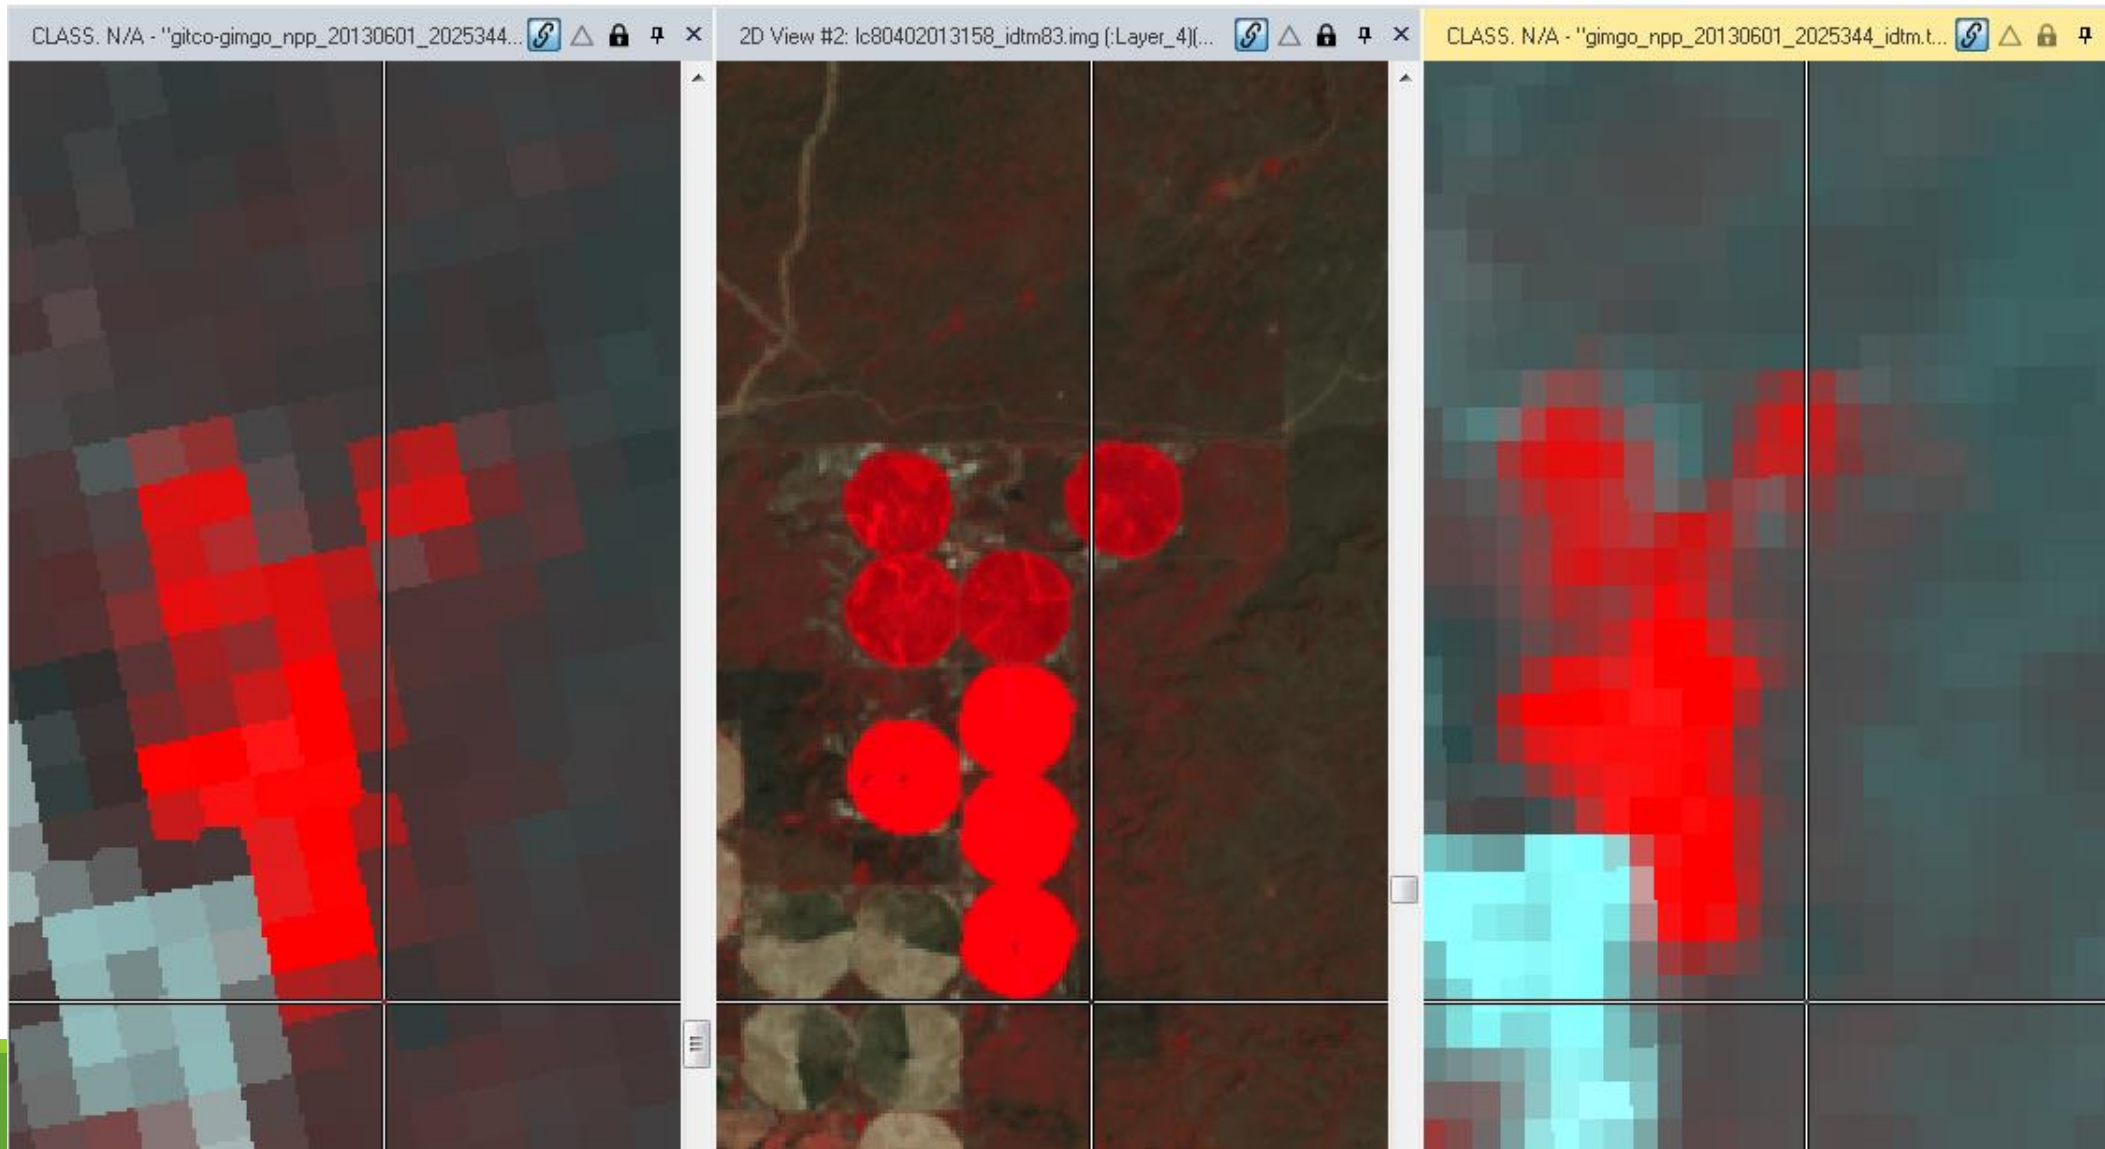 CLASS. N/A - "gitco-gimgo_npp_20130601_2025344...
2D View #2: lc80402013158_idtm83.img (:Layer_4)(...
CLASS. N/A - "gimgo_npp_20130601_2025344_idtm.t...